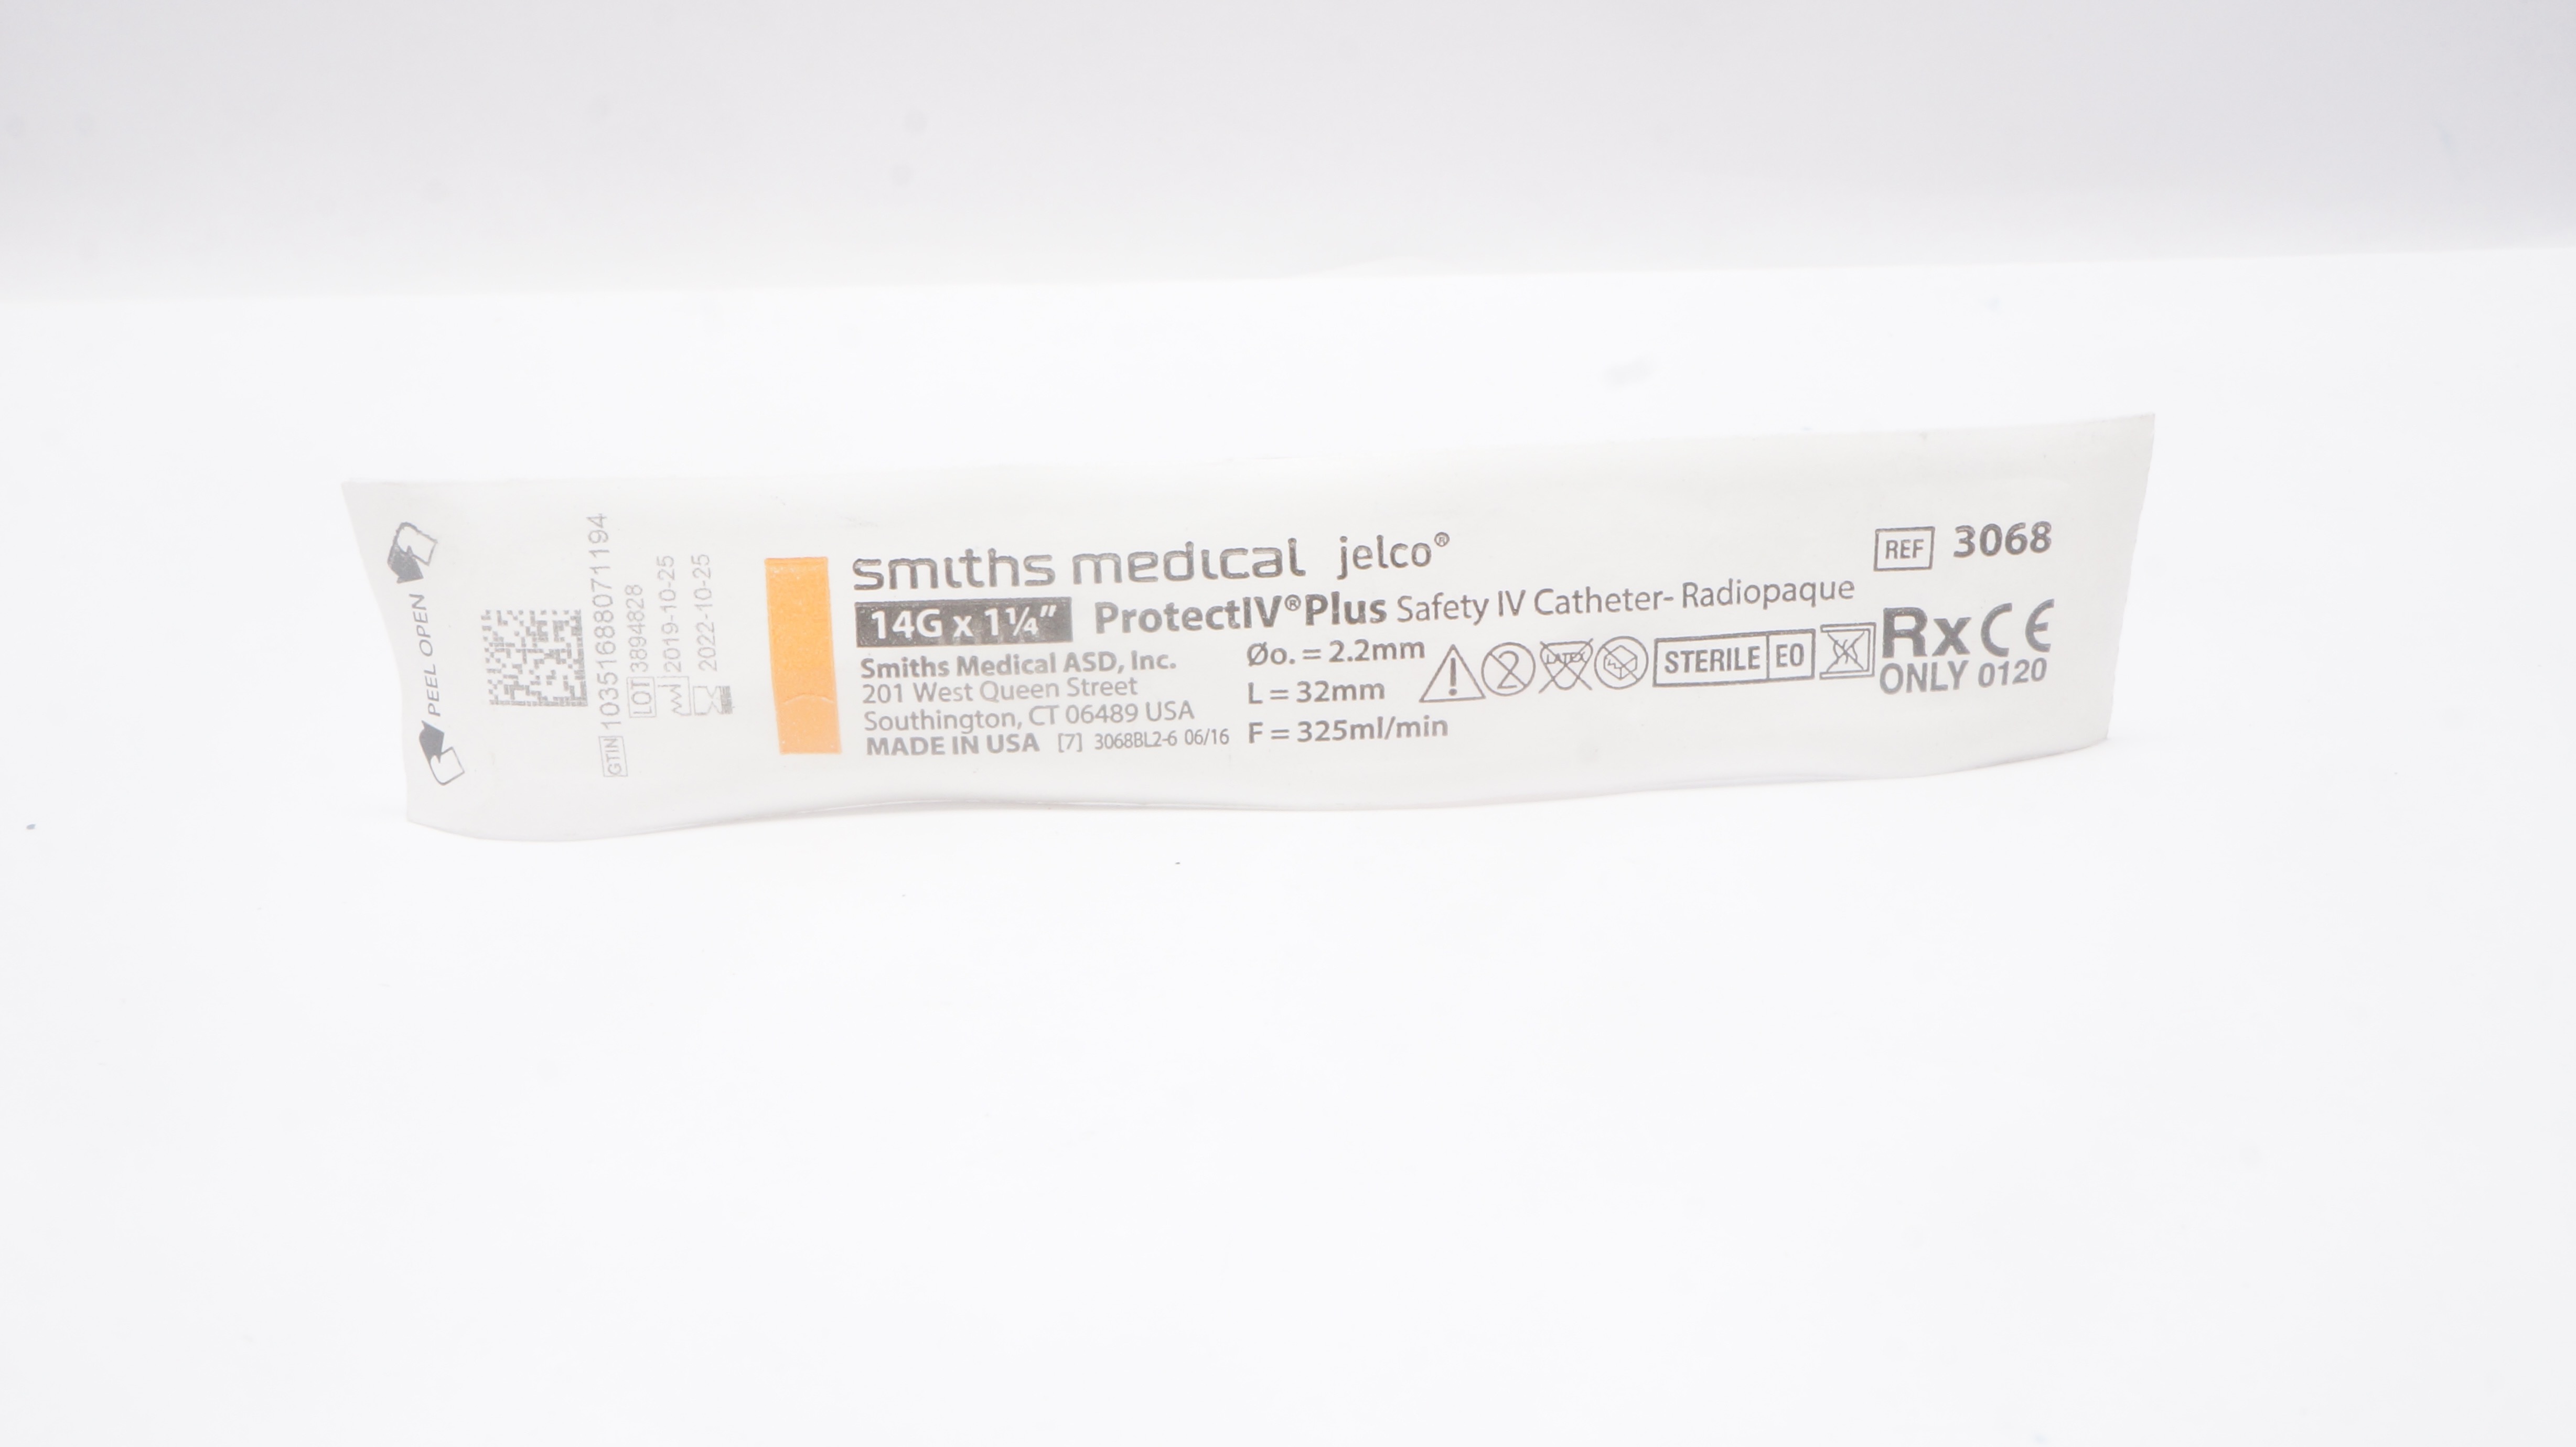 PEEL OPEN
GTIN 10351688071194
LOT 3894828
2019-10-25
2022-10-25
smiths medical jelco®
14G x 1¼" ProtectIV®Plus Safety IV Catheter- Radiopaque
Smiths Medical ASD, Inc.
201 West Queen Street
Southington, CT 06489 USA
MADE IN USA [7] 3068BL2-6 06/16
Øo. = 2.2mm
L = 32mm
F = 325ml/min
2
LATEX
STERILE EO
REF 3068
Rx CE
ONLY 0120